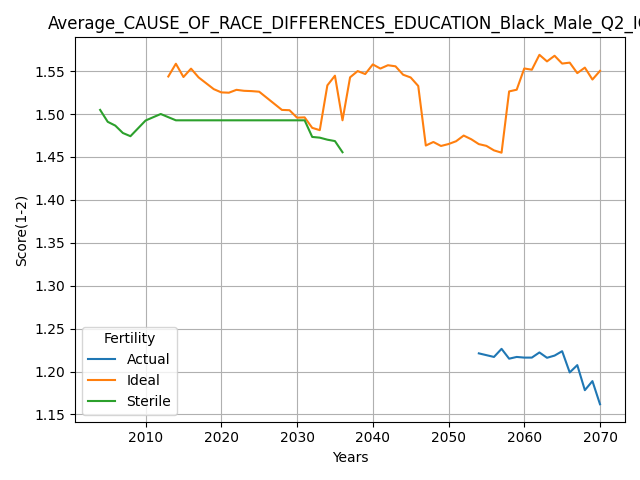 Average_CAUSE_OF_RACE_DIFFERENCES_EDUCATION_Black_Male_Q2_I
Score(1-2)
1.55
1.50
1.45
1.40
1.35
1.30
1.25
1.20
1.15
Fertility
Actual
Ideal
Sterile
2010 2020 2030 2040 2050 2060 2070
Years